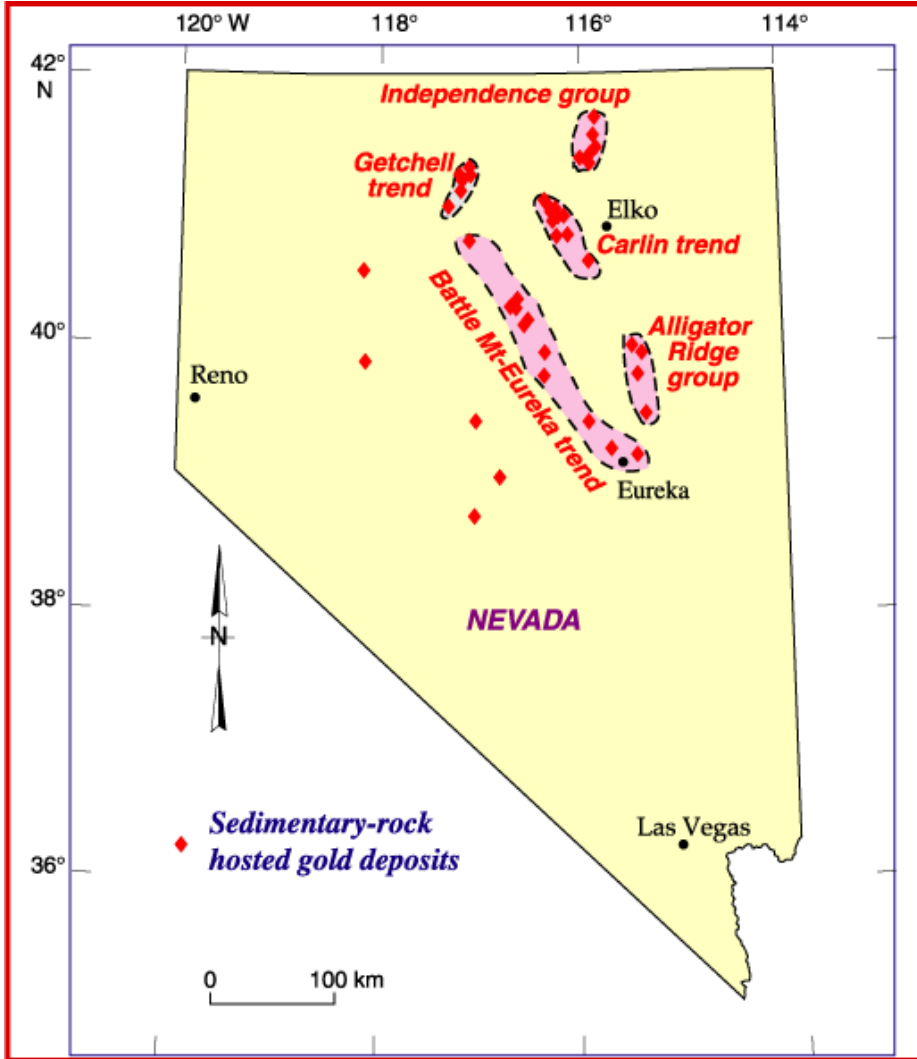 120° W
118°
116°
114°
42°
N
Independence group
Getchell
trend
Elko
Carlin trend
40°
Battle Mt-Eureka trend
Alligator
Ridge
group
Reno
Eureka
38°
N
NEVADA
Sedimentary-rock
hosted gold deposits
Las Vegas
36°
0
100 km